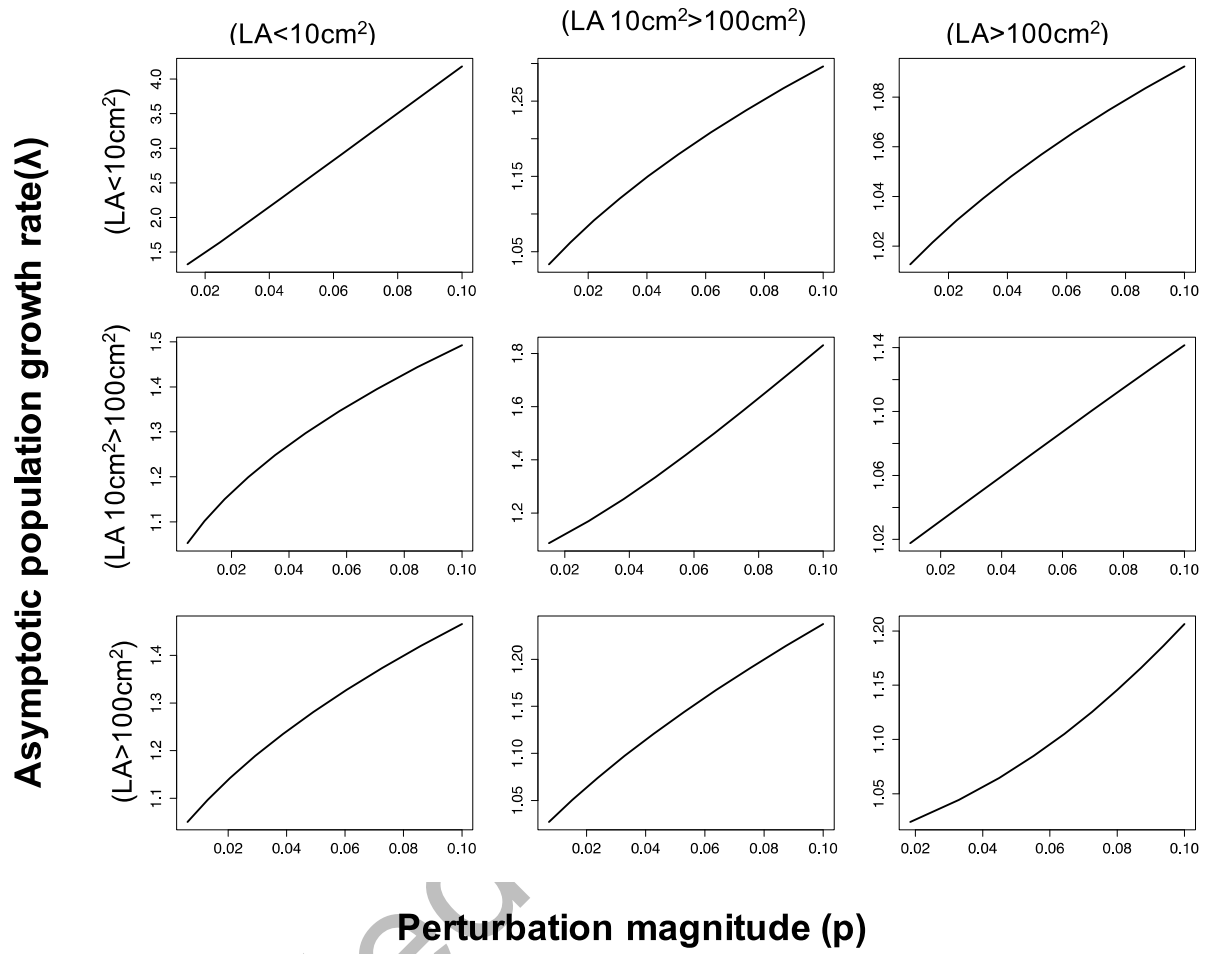 (LA<10cm²) (LA 10cm²>100cm²) (LA>100cm²)
Asymptotic population growth rate(λ)
(LA<10cm²)
1.5 2.0 2.5 3.0 3.5 4.0
0.02 0.04 0.06 0.08 0.10
1.05 1.15 1.25
0.02 0.04 0.06 0.08 0.10
1.02 1.04 1.06 1.08
0.02 0.04 0.06 0.08 0.10
(LA 10cm²>100cm²)
1.1 1.2 1.3 1.4 1.5
0.02 0.04 0.06 0.08 0.10
1.2 1.4 1.6 1.8
0.02 0.04 0.06 0.08 0.10
1.02 1.06 1.10 1.14
0.02 0.04 0.06 0.08 0.10
(LA>100cm²)
1.1 1.2 1.3 1.4
0.02 0.04 0.06 0.08 0.10
1.05 1.10 1.15 1.20
0.02 0.04 0.06 0.08 0.10
1.05 1.10 1.15 1.20
0.02 0.04 0.06 0.08 0.10
Perturbation magnitude (p)